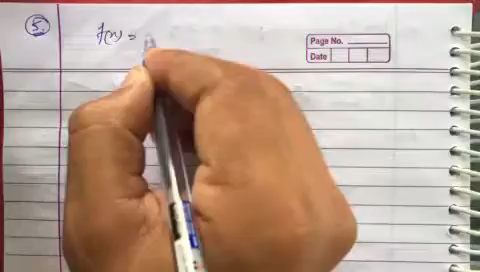 5. f(x) =
Page No.
Date